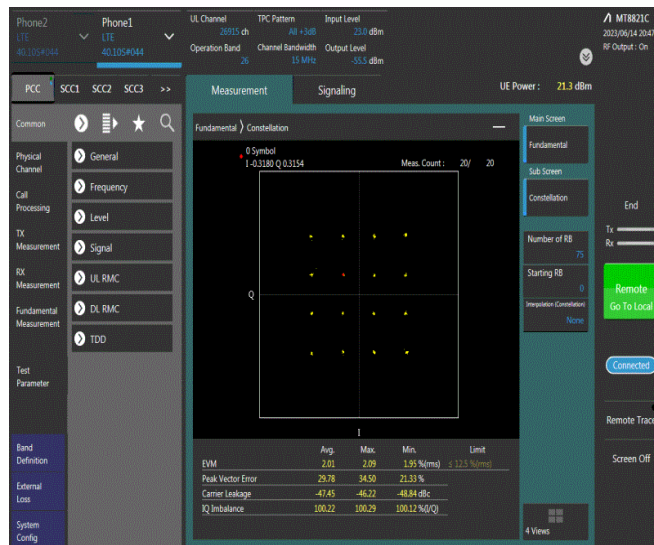 Phone2
LTE
40.10S#044
Phone1
LTE
40.10S#044
UL Channel
26915 ch
TPC Pattern
All +3dB
Input Level
23.0 dBm
Operation Band
26
Channel Bandwidth
15 MHz
Output Level
-55.5 dBm
MT8821C
2023/06/14 20:47
RF Output : On
PCC SCC1 SCC2 SCC3 >>
Measurement
Signaling
UE Power : 21.3 dBm
Common
Physical
Channel
Call
Processing
TX
Measurement
RX
Measurement
Fundamental
Measurement
Test
Parameter
Band
Definition
External
Loss
System
Config
General
Frequency
Level
Signal
UL RMC
DL RMC
TDD
Fundamental > Constellation
0 Symbol
I -0.3180 Q 0.3154
Meas. Count : 20/ 20
Q
I
Avg. Max. Min. Limit
EVM 2.01 2.09 1.95 %(rms) ≤ 12.5 %(rms)
Peak Vector Error 29.78 34.50 21.33 %
Carrier Leakage -47.45 -46.22 -48.84 dBc
IQ Imbalance 100.22 100.29 100.12 %(I/Q)
Main Screen
Fundamental
Sub Screen
Constellation
Number of RB
75
Starting RB
0
Interpolation (Constellation)
None
4 Views
End
Tx
Rx
Remote
Go To Local
Connected
Remote Trace
Screen Off